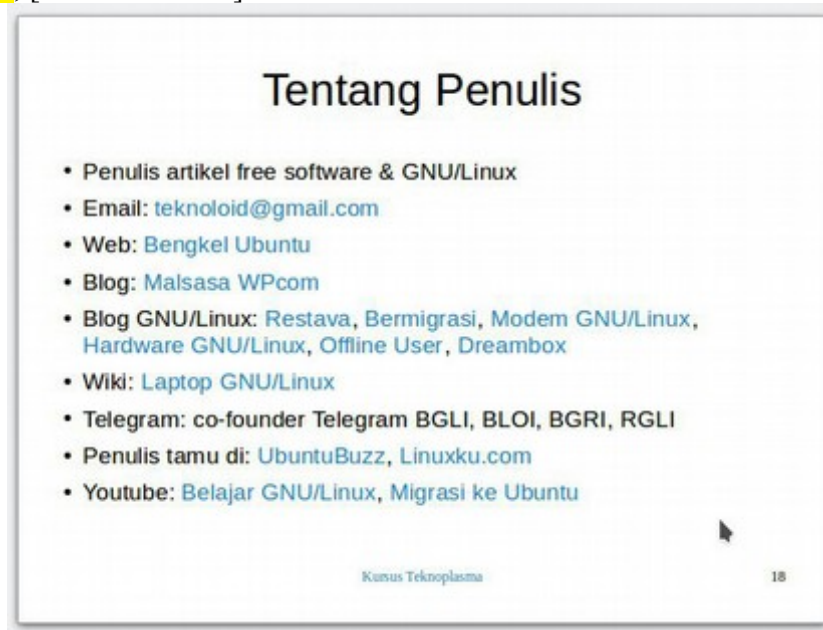 Tentang Penulis
• Penulis artikel free software & GNU/Linux
• Email: teknoloid@gmail.com
• Web: Bengkel Ubuntu
• Blog: Malsasa WPcom
• Blog GNU/Linux: Restava, Bermigrasi, Modem GNU/Linux,
Hardware GNU/Linux, Offline User, Dreambox
• Wiki: Laptop GNU/Linux
• Telegram: co-founder Telegram BGLI, BLOI, BGRI, RGLI
• Penulis tamu di: UbuntuBuzz, Linuxku.com
• Youtube: Belajar GNU/Linux, Migrasi ke Ubuntu
Kursus Teknoplasma
18